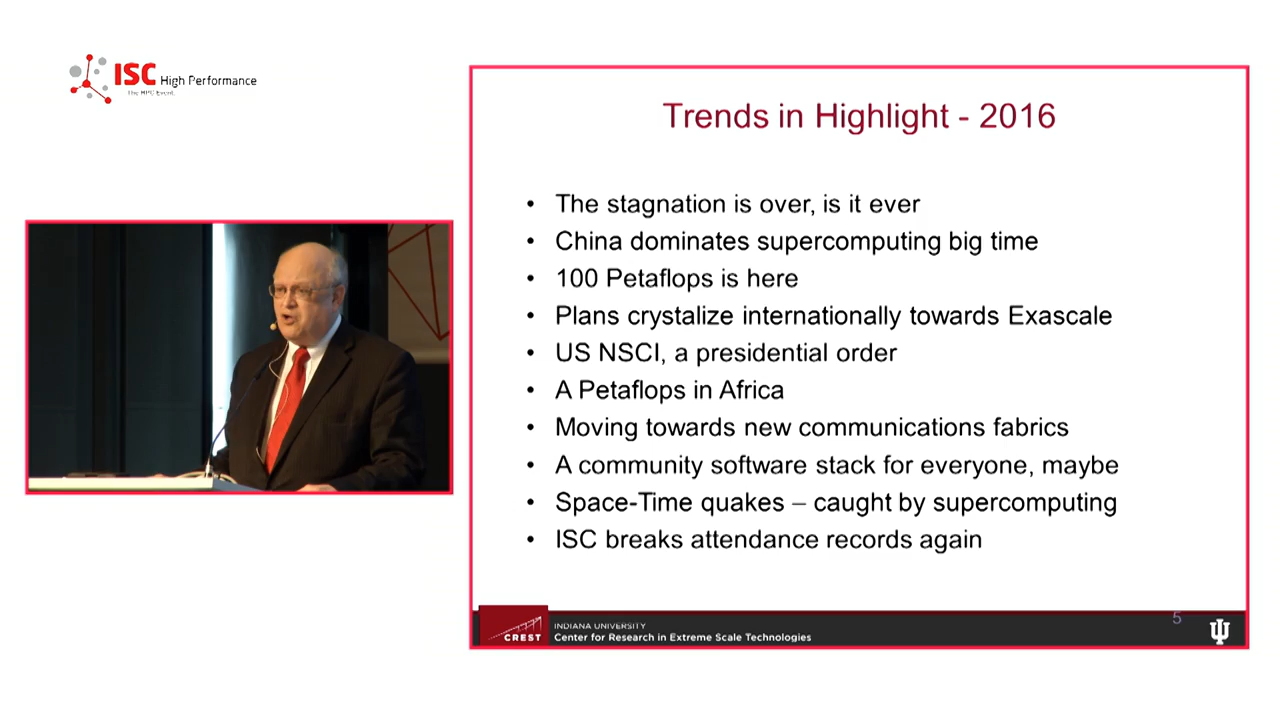 ISC High Performance
The HPC Event.
Trends in Highlight - 2016
• The stagnation is over, is it ever
• China dominates supercomputing big time
• 100 Petaflops is here
• Plans crystalize internationally towards Exascale
• US NSCI, a presidential order
• A Petaflops in Africa
• Moving towards new communications fabrics
• A community software stack for everyone, maybe
• Space-Time quakes – caught by supercomputing
• ISC breaks attendance records again
5
CREST
INDIANA UNIVERSITY
Center for Research in Extreme Scale Technologies